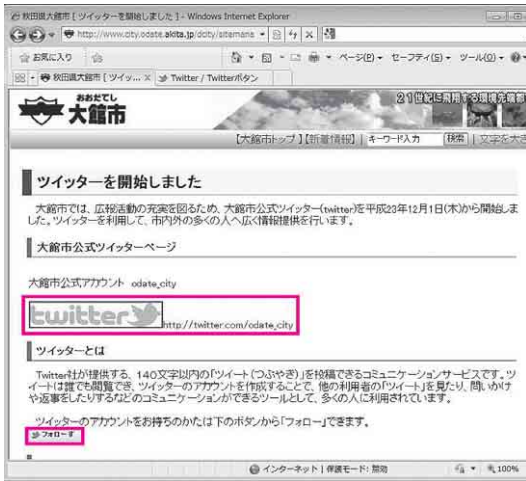 秋田県大館市 [ ツイッターを開始しました ] - Windows Internet Explorer
http://www.city.odate.akita.jp/dcity/sitemana
お気に入り
ページ(P) セーフティ(S) ツール(O)
秋田県大館市 [ ツイッ... Twitter / Twitterボタン
おおだてし
大館市
【大館市トップ】【新着情報】 キーワード入力 検索 文字を大き
ツイッターを開始しました
大館市では、広報活動の充実を図るため、大館市公式ツイッター(twitter)を平成23年12月1日(木)から開始しま
した。ツイッターを利用して、市内外の多くの人へ広く情報提供を行います。
大館市公式ツイッターページ
大館市公式アカウント odate_city
twitter http://twitter.com/odate_city
ツイッターとは
Twitter社が提供する、140文字以内の「ツイート(つぶやき)」を投稿できるコミュニケーションサービスです。ツ
イートは誰でも閲覧でき、ツイッターのアカウントを作成することで、他の利用者の「ツイート」を見たり、問いかけ
や返事をしたりするなどのコミュニケーションができるツールとして、多くの人に利用されています。
ツイッターのアカウントをお持ちのかたは下のボタンから「フォロー」できます。
フォローする
インターネット | 保護モード: 無効 100%